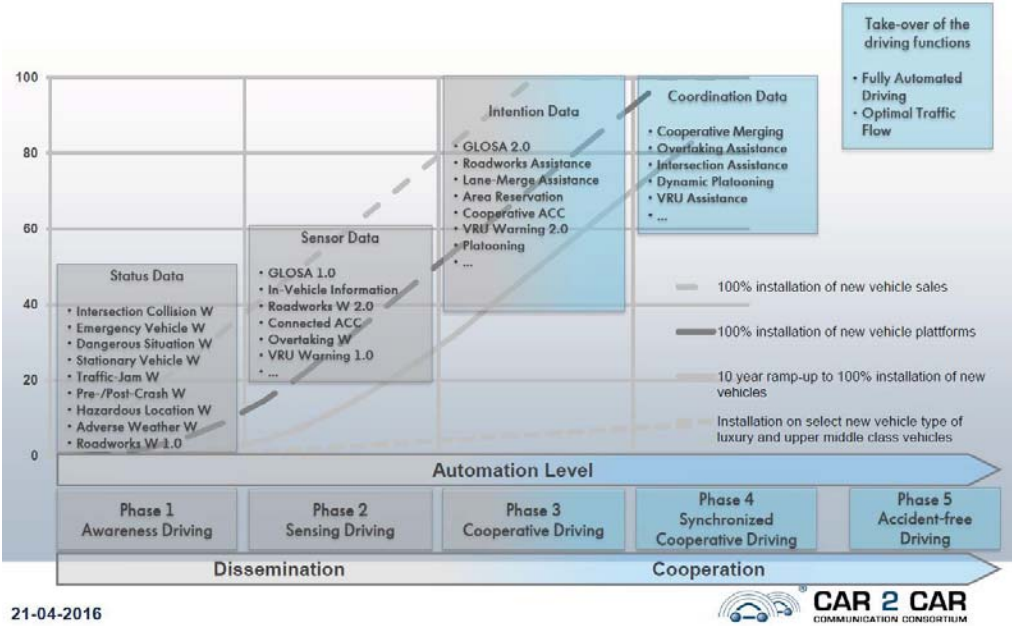 Take-over of the
driving functions
• Fully Automated
Driving
• Optimal Traffic
Flow
100
80
60
40
20
0
Coordination Data
• Cooperative Merging
• Overtaking Assistance
• Intersection Assistance
• Dynamic Platooning
• VRU Assistance
• ...
Intention Data
• GLOSA 2.0
• Roadworks Assistance
• Lane-Merge Assistance
• Area Reservation
• Cooperative ACC
• VRU Warning 2.0
• Platooning
• ...
Sensor Data
• GLOSA 1.0
• In-Vehicle Information
• Roadworks W 2.0
• Connected ACC
• Overtaking W
• VRU Warning 1.0
• ...
Status Data
• Intersection Collision W
• Emergency Vehicle W
• Dangerous Situation W
• Stationary Vehicle W
• Traffic-Jam W
• Pre-/Post-Crash W
• Hazardous Location W
• Adverse Weather W
• Roadworks W 1.0
100% installation of new vehicle sales
100% installation of new vehicle plattforms
10 year ramp-up to 100% installation of new
vehicles
Installation on select new vehicle type of
luxury and upper middle class vehicles
Automation Level
Phase 1
Awareness Driving
Phase 2
Sensing Driving
Phase 3
Cooperative Driving
Phase 4
Synchronized
Cooperative Driving
Phase 5
Accident-free
Driving
Dissemination
Cooperation
21-04-2016
®
CAR 2 CAR
COMMUNICATION CONSORTIUM